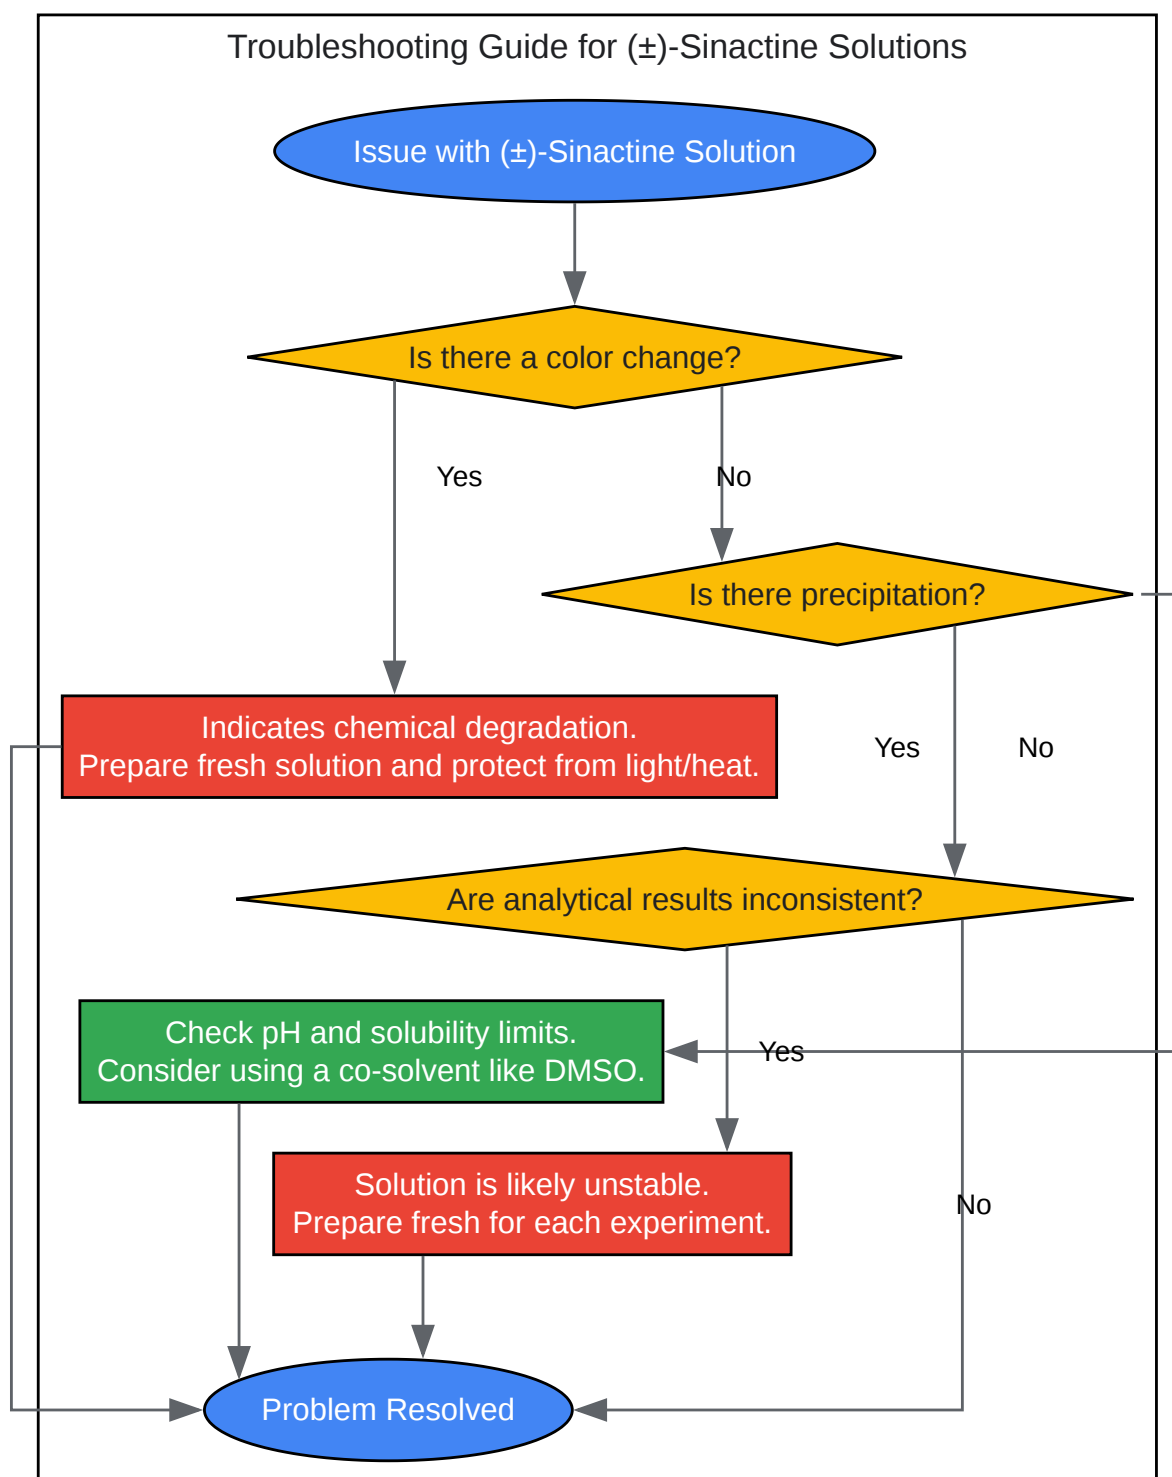 Troubleshooting Guide for (±)-Sinactine Solutions
Issue with (±)-Sinactine Solution
Is there a color change?
Yes
No
Is there precipitation?
Indicates chemical degradation.
Prepare fresh solution and protect from light/heat.
Yes
No
Are analytical results inconsistent?
Check pH and solubility limits.
Consider using a co-solvent like DMSO.
Yes
Solution is likely unstable.
Prepare fresh for each experiment.
No
Problem Resolved